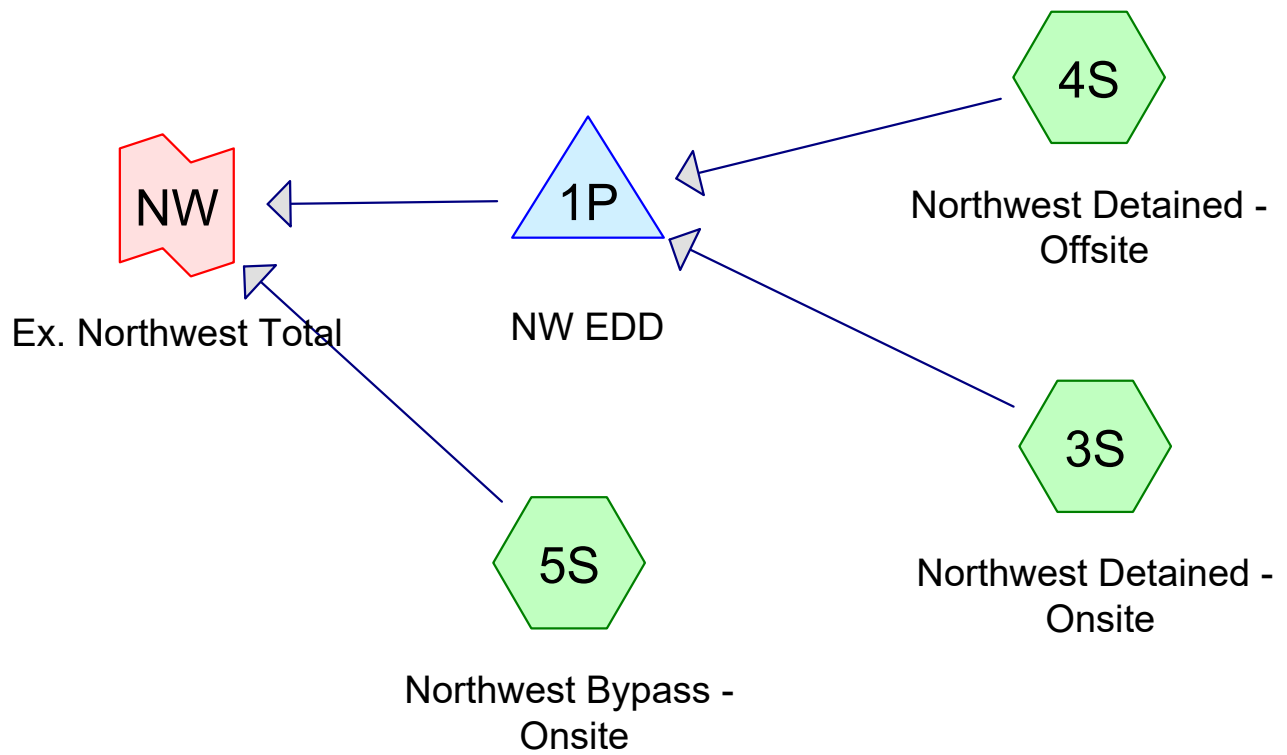 4S
Northwest Detained -
Offsite
NW
Ex. Northwest Total
1P
NW EDD
3S
Northwest Detained -
Onsite
5S
Northwest Bypass -
Onsite